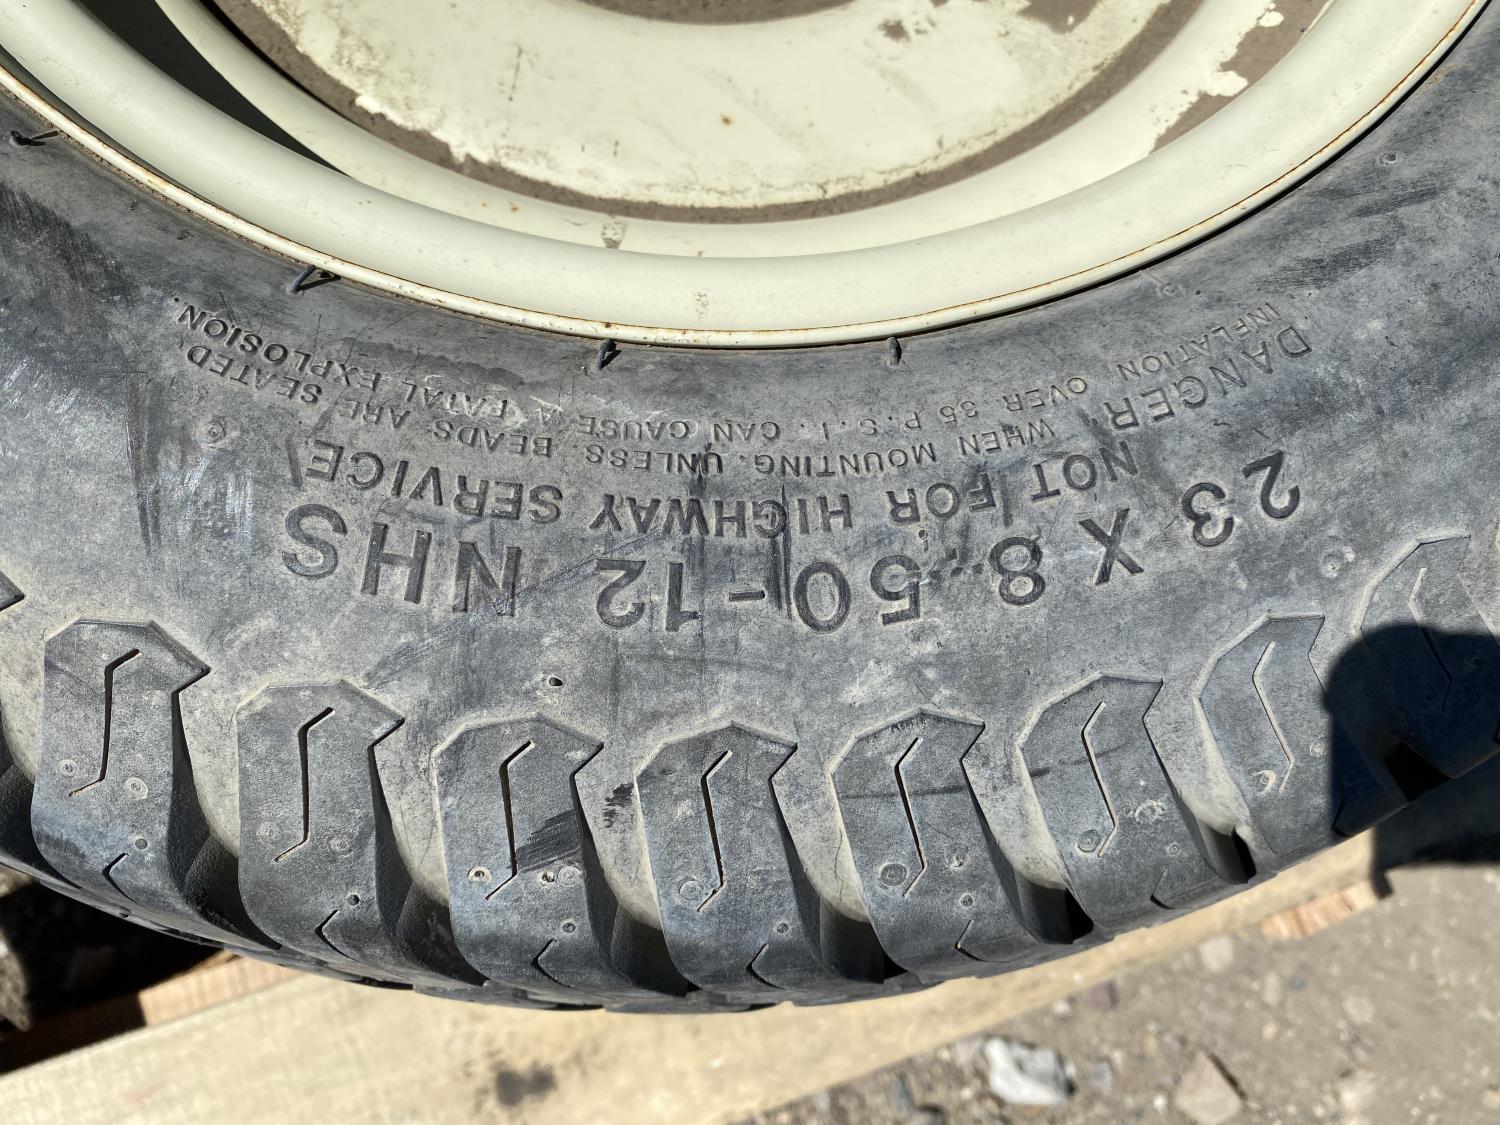 23 X 8.50-12 NHS
NOT FOR HIGHWAY SERVICE
DANGER, WHEN MOUNTING, UNLESS BEADS ARE SEATED,
INFLATION OVER 35 P.S.I. CAN CAUSE A FATAL EXPLOSION.